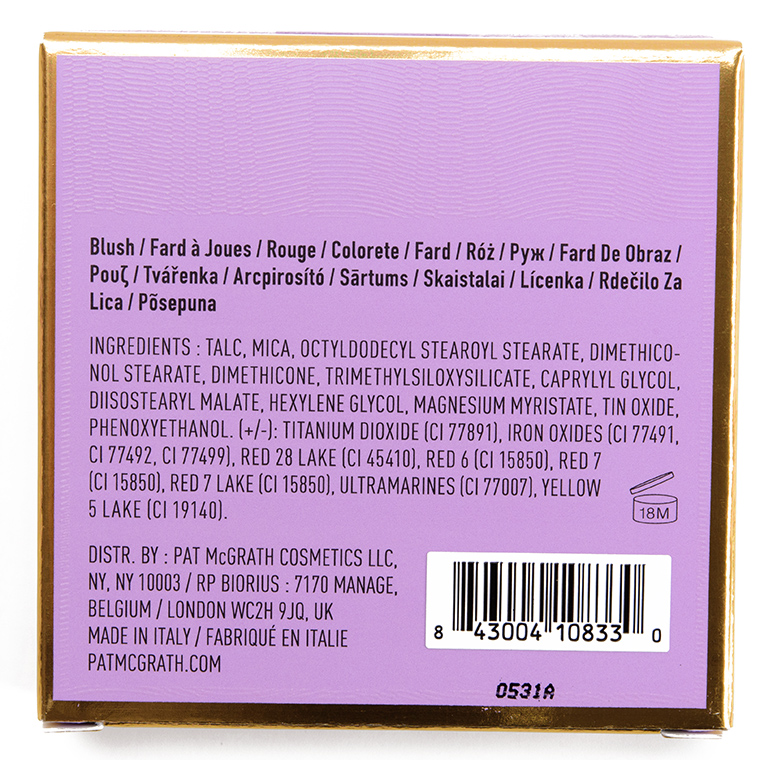 Blush / Fard à Joues / Rouge / Colorete / Fard / Róż / Руж / Fard De Obraz /
Ρουζ / Tvářenka / Arcpirosító / Sārtums / Skaistalai / Lícenka / Rdečilo Za
Lica / Põsepuna
INGREDIENTS : TALC, MICA, OCTYLDODECYL STEAROYL STEARATE, DIMETHICO-
NOL STEARATE, DIMETHICONE, TRIMETHYLSILOXYSILICATE, CAPRYLYL GLYCOL,
DIISOSTEARYL MALATE, HEXYLENE GLYCOL, MAGNESIUM MYRISTATE, TIN OXIDE,
PHENOXYETHANOL. (+/-): TITANIUM DIOXIDE (CI 77891), IRON OXIDES (CI 77491,
CI 77492, CI 77499), RED 28 LAKE (CI 45410), RED 6 (CI 15850), RED 7
(CI 15850), RED 7 LAKE (CI 15850), ULTRAMARINES (CI 77007), YELLOW
5 LAKE (CI 19140).
18M
DISTR. BY : PAT McGRATH COSMETICS LLC,
NY, NY 10003 / RP BIORIUS : 7170 MANAGE,
BELGIUM / LONDON WC2H 9JQ, UK
MADE IN ITALY / FABRIQUÉ EN ITALIE
PATMCGRATH.COM
8 43004 10833 0
0531A